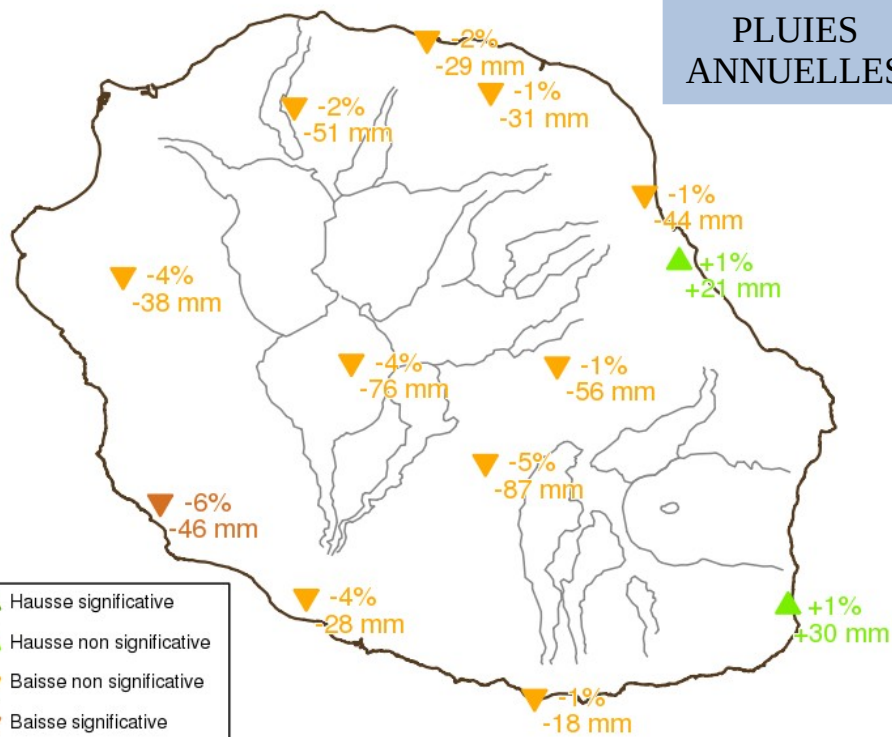 PLUIES
ANNUELLES
-2%
-29 mm
-2%
-51 mm
-1%
-31 mm
-1%
-44 mm
+1%
+21 mm
-4%
-38 mm
-4%
-76 mm
-1%
-56 mm
-5%
-87 mm
-6%
-46 mm
-4%
-28 mm
+1%
+30 mm
-1%
-18 mm
Hausse significative
Hausse non significative
Baisse non significative
Baisse significative